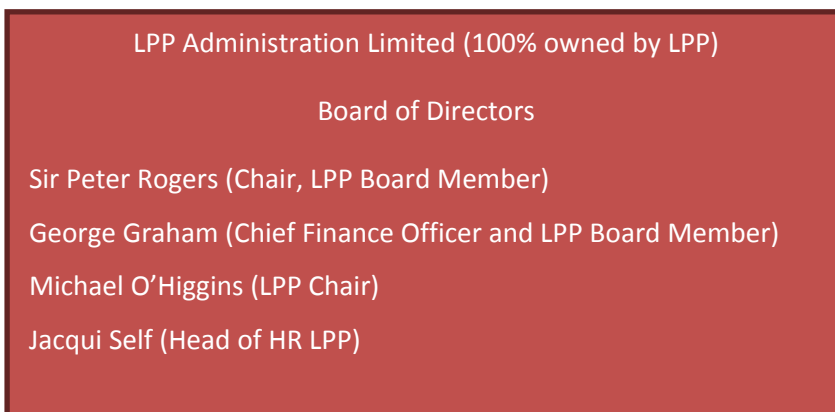 LPP Administration Limited (100% owned by LPP)
Board of Directors
Sir Peter Rogers (Chair, LPP Board Member)
George Graham (Chief Finance Officer and LPP Board Member)
Michael O’Higgins (LPP Chair)
Jacqui Self (Head of HR LPP)